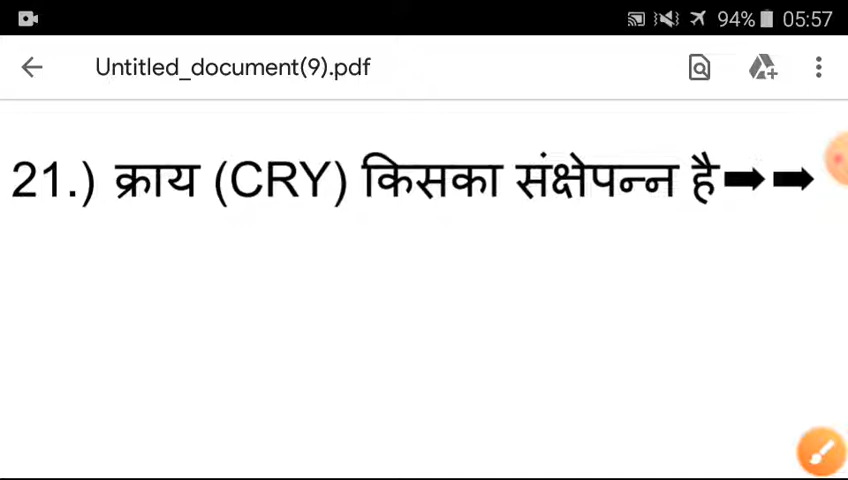 94% 05:57
Untitled_document(9).pdf
21.) क्राय (CRY) किसका संक्षेपन्न है➡➡